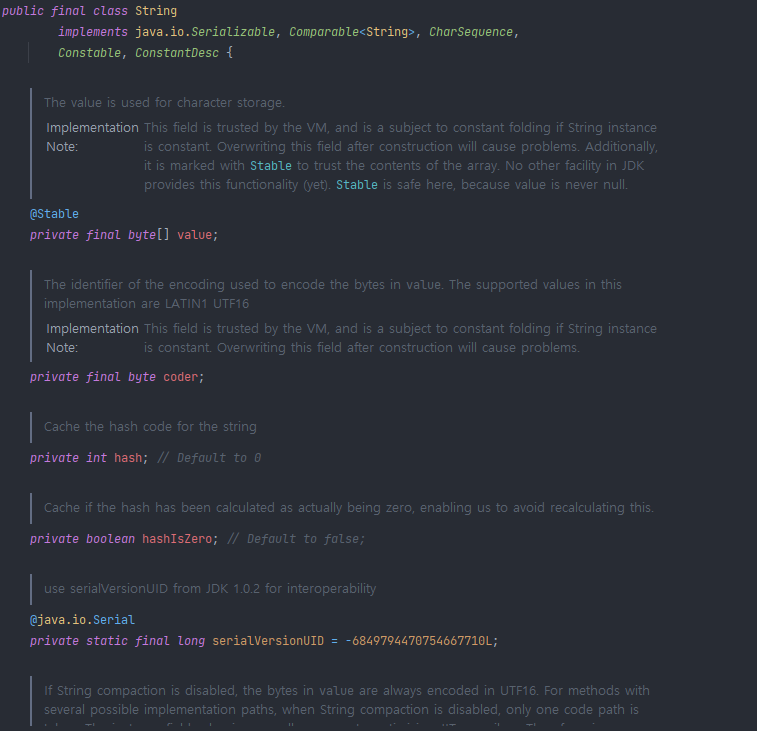 public final class String
implements java.io.Serializable, Comparable<String>, CharSequence,
Constable, ConstantDesc {
The value is used for character storage.
Implementation This field is trusted by the VM, and is a subject to constant folding if String instance
Note: is constant. Overwriting this field after construction will cause problems. Additionally,
it is marked with Stable to trust the contents of the array. No other facility in JDK
provides this functionality (yet). Stable is safe here, because value is never null.
@Stable
private final byte[] value;
The identifier of the encoding used to encode the bytes in value. The supported values in this
implementation are LATIN1 UTF16
Implementation This field is trusted by the VM, and is a subject to constant folding if String instance
Note: is constant. Overwriting this field after construction will cause problems.
private final byte coder;
Cache the hash code for the string
private int hash; // Default to 0
Cache if the hash has been calculated as actually being zero, enabling us to avoid recalculating this.
private boolean hashIsZero; // Default to false;
use serialVersionUID from JDK 1.0.2 for interoperability
@java.io.Serial
private static final long serialVersionUID = -6849794470754667710L;
If String compaction is disabled, the bytes in value are always encoded in UTF16. For methods with
several possible implementation paths, when String compaction is disabled, only one code path is